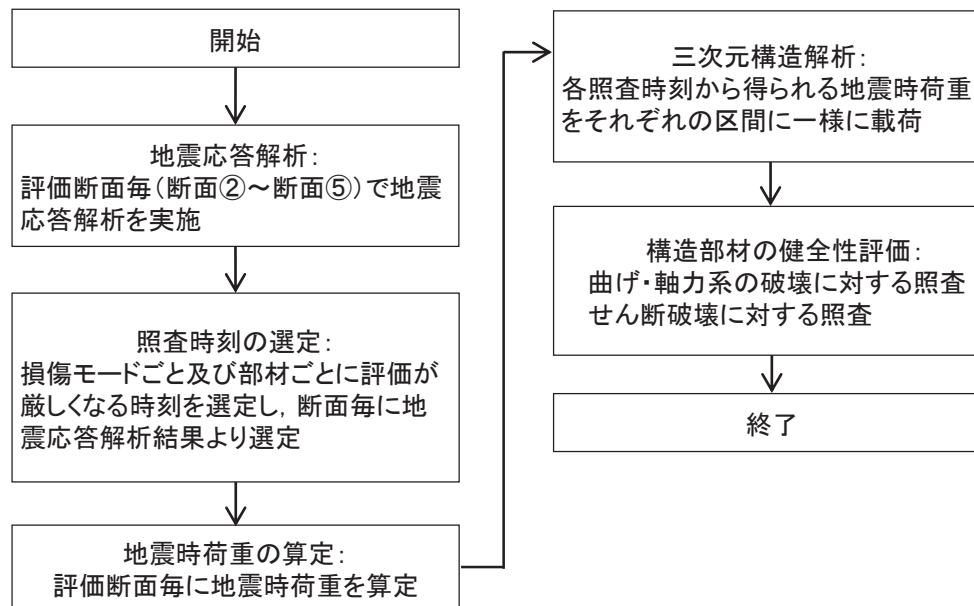 開始
地震応答解析：
評価断面毎（断面②～断面⑤）で地震
応答解析を実施
照査時刻の選定：
損傷モードごと及び部材ごとに評価が
厳しくなる時刻を選定し，断面毎に地
震応答解析結果より選定
地震時荷重の算定：
評価断面毎に地震時荷重を算定
三次元構造解析：
各照査時刻から得られる地震時荷重
をそれぞれの区間に一様に載荷
構造部材の健全性評価：
曲げ・軸力系の破壊に対する照査
せん断破壊に対する照査
終了